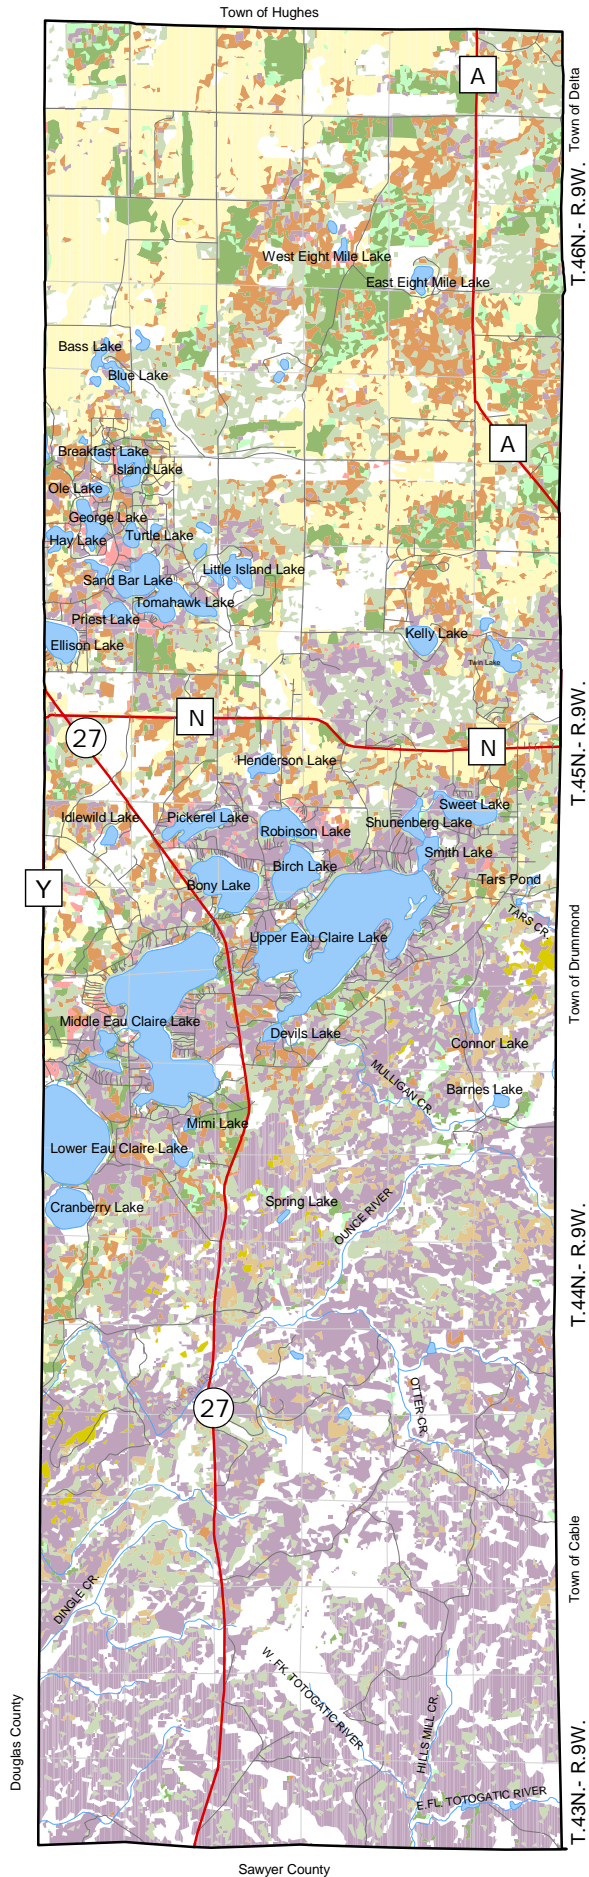 Town of Hughes
A
Town of Delta
T.46N.- R.9W.
West Eight Mile Lake
East Eight Mile Lake
Bass Lake
Blue Lake
A
Breakfast Lake
Island Lake
Ole Lake
George Lake
Turtle Lake
Hay Lake
Little Island Lake
Sand Bar Lake
Tomahawk Lake
Priest Lake
Kelly Lake
Ellison Lake
Twin Lake
T.45N.- R.9W.
N
27
N
Henderson Lake
Sweet Lake
Idlewild Lake
Pickerel Lake
Shunenberg Lake
Robinson Lake
Smith Lake
Birch Lake
Bony Lake
Tars Pond
Y
TARS CR.
Upper Eau Claire Lake
Town of Drummond
Middle Eau Claire Lake
Devils Lake
Connor Lake
MULLIGAN CR.
Barnes Lake
Mimi Lake
Lower Eau Claire Lake
Spring Lake
Cranberry Lake
OUNCE RIVER
T.44N.- R.9W.
27
OTTER CR.
Town of Cable
DINGLE CR.
W. FK. TOTOGATIC RIVER
HILLS MILL CR.
Douglas County
E.FL. TOTOGATIC RIVER
T.43N.- R.9W.
Sawyer County